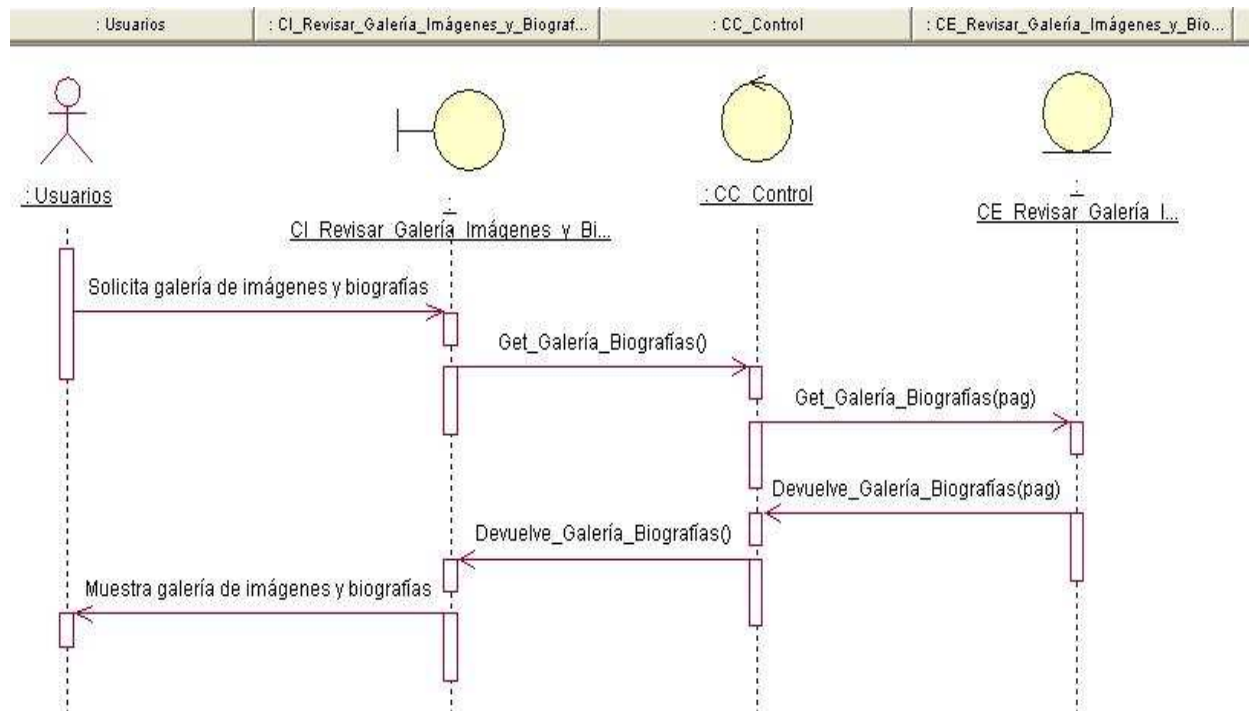 : Usuarios
: CI_Revisar_Galería_Imágenes_y_Biograf...
: CC_Control
: CE_Revisar_Galería_Imágenes_y_Bio...
: Usuarios
:
CI_Revisar_Galería_Imágenes_y_Bi...
: CC_Control
:
CE_Revisar_Galería_I...
Solicita galería de imágenes y biografías
Get_Galería_Biografías()
Get_Galería_Biografías(pag)
Devuelve_Galería_Biografías(pag)
Devuelve_Galería_Biografías()
Muestra galería de imágenes y biografías